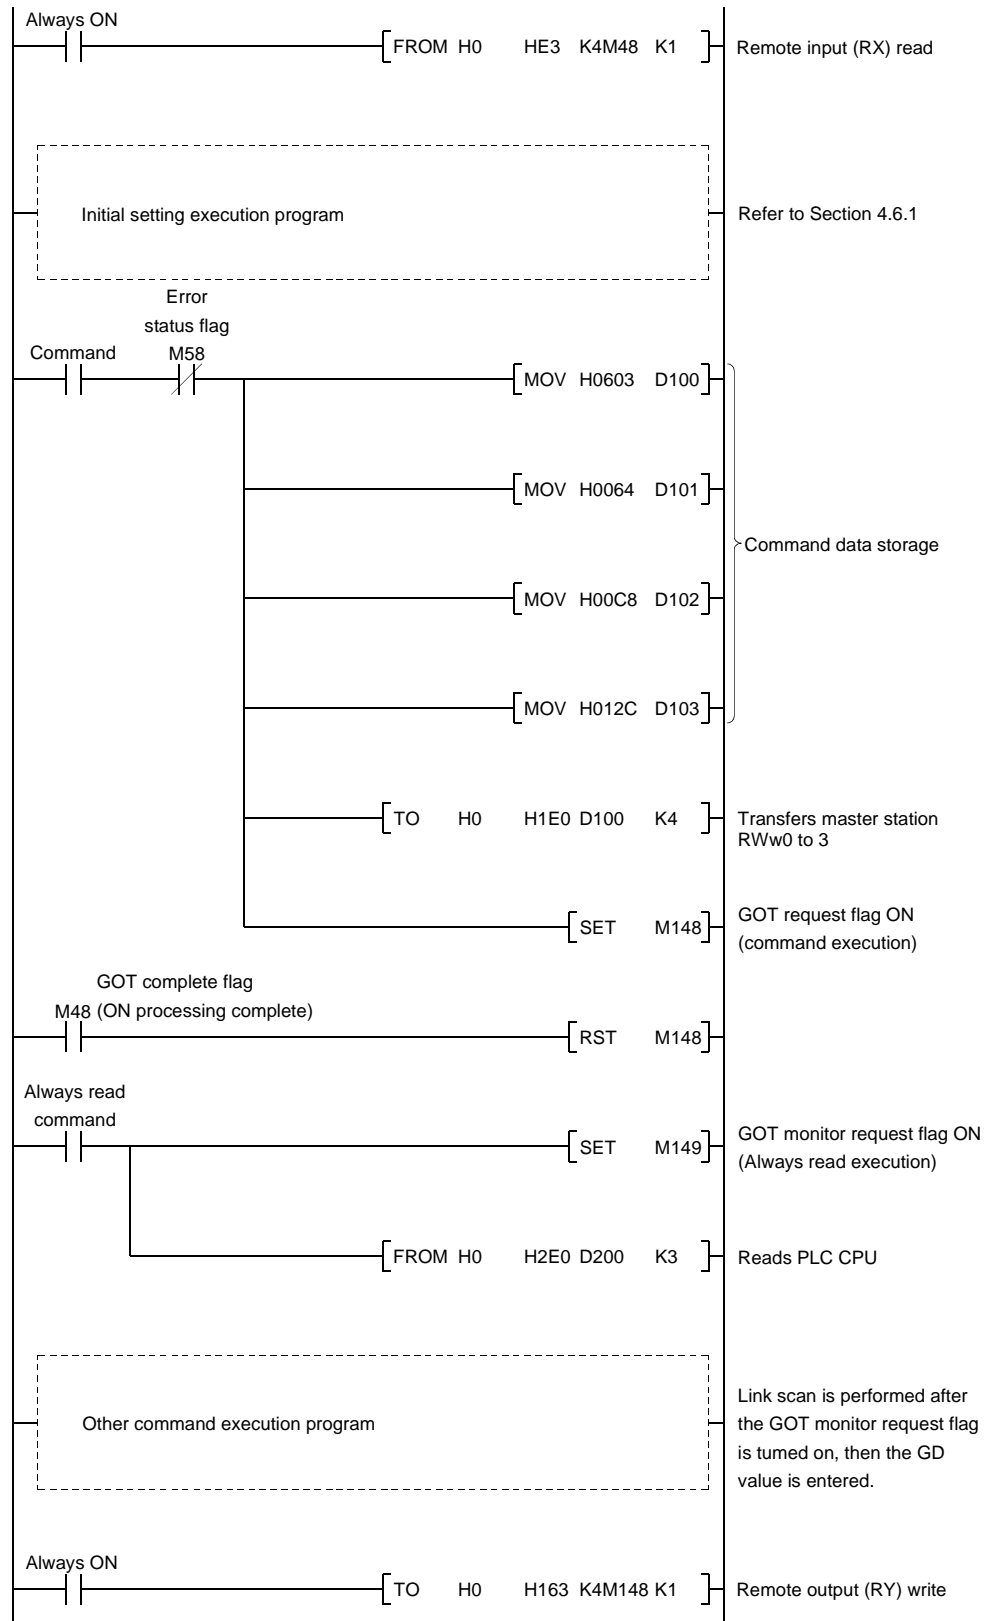 Always ON
FROM H0 HE3 K4M48 K1 Remote input (RX) read
Initial setting execution program Refer to Section 4.6.1
Error
status flag
Command M58
MOV H0603 D100
MOV H0064 D101
Command data storage
MOV H00C8 D102
MOV H012C D103
TO H0 H1E0 D100 K4 Transfers master station
RWw0 to 3
GOT request flag ON
SET M148
(command execution)
GOT complete flag
M48 (ON processing complete)
RST M148
Always read
command
GOT monitor request flag ON
SET M149
(Always read execution)
FROM H0 H2E0 D200 K3 Reads PLC CPU
Other command execution program
Link scan is performed after
the GOT monitor request flag
is tumed on, then the GD
value is entered.
Always ON
TO H0 H163 K4M148 K1 Remote output (RY) write